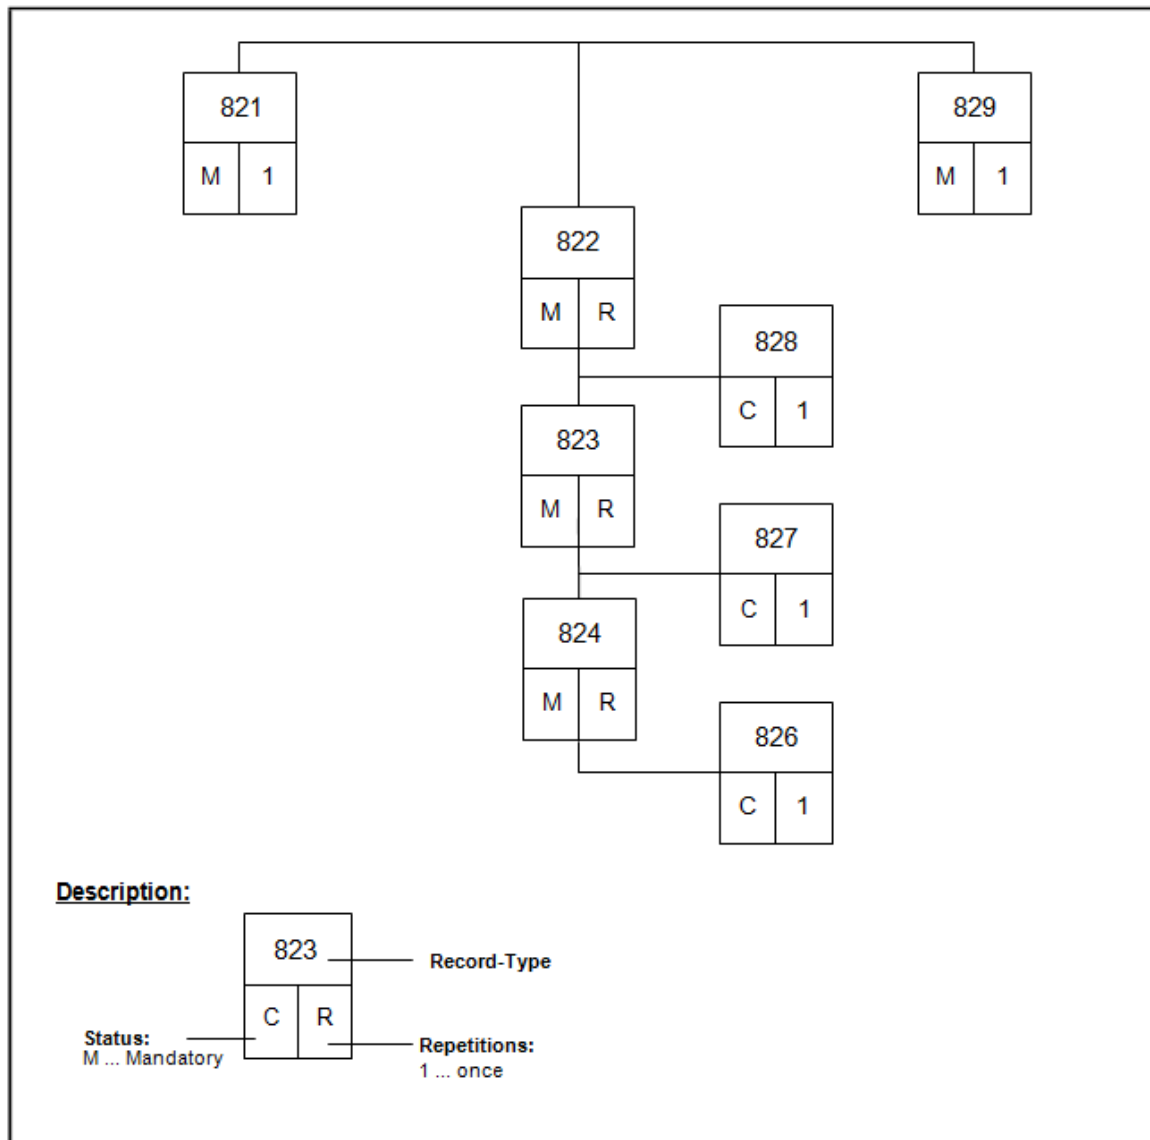 821
M 1
829
M 1
822
M R
828
C 1
823
M R
827
C 1
824
M R
826
C 1
Description:
823
Record-Type
C R
Status:
M ... Mandatory
Repetitions:
1 ... once